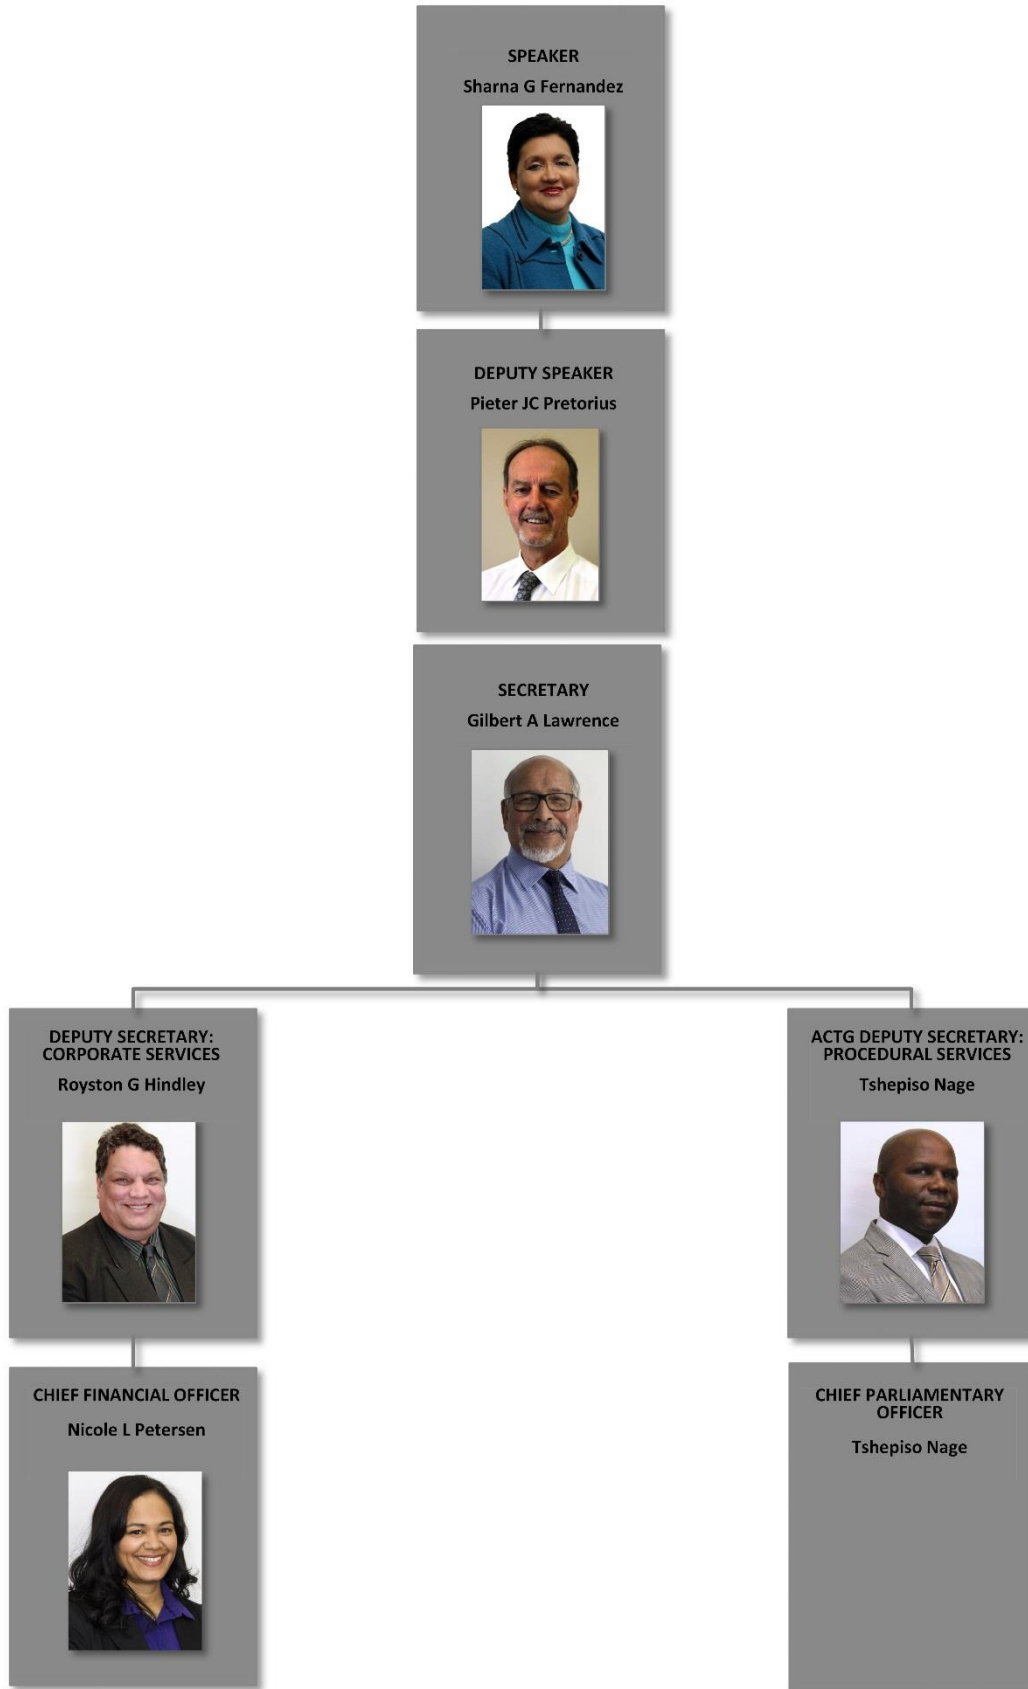 SPEAKER
Sharna G Fernandez
DEPUTY SPEAKER
Pieter JC Pretorius
SECRETARY
Gilbert A Lawrence
DEPUTY SECRETARY:
CORPORATE SERVICES
Royston G Hindley
ACTG DEPUTY SECRETARY:
PROCEDURAL SERVICES
Tshepiso Nage
CHIEF FINANCIAL OFFICER
Nicole L Petersen
CHIEF PARLIAMENTARY
OFFICER
Tshepiso Nage